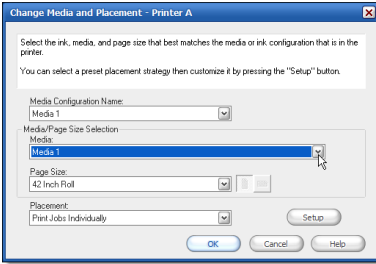 Change Media and Placement - Printer A
Select the ink, media, and page size that best matches the media or ink configuration that is in the
printer.
You can select a preset placement strategy then customize it by pressing the "Setup" button.
Media Configuration Name:
Media 1
Media/Page Size Selection
Media:
Media 1
Page Size:
42 Inch Roll
Placement:
Print Jobs Individually
Setup
OK
Cancel
Help